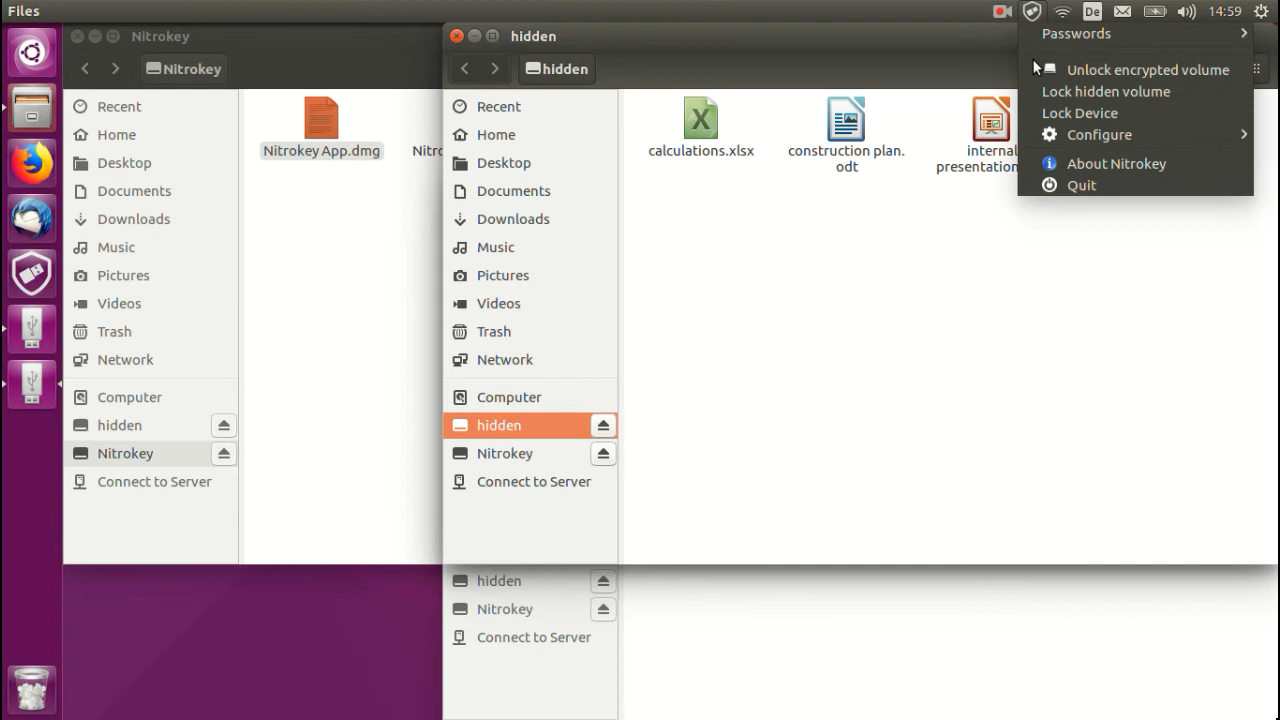 Files
De
14:59
Nitrokey
Nitrokey
Recent
Home
Desktop
Documents
Downloads
Music
Pictures
Videos
Trash
Network
Computer
hidden
Nitrokey
Connect to Server
Nitrokey App.dmg
hidden
hidden
Recent
Home
Desktop
Documents
Downloads
Music
Pictures
Videos
Trash
Network
Computer
hidden
Nitrokey
Connect to Server
calculations.xlsx
construction plan.
odt
internal
Passwords
Unlock encrypted volume
Lock hidden volume
Lock Device
Configure
About Nitrokey
Quit
hidden
Nitrokey
Connect to Server